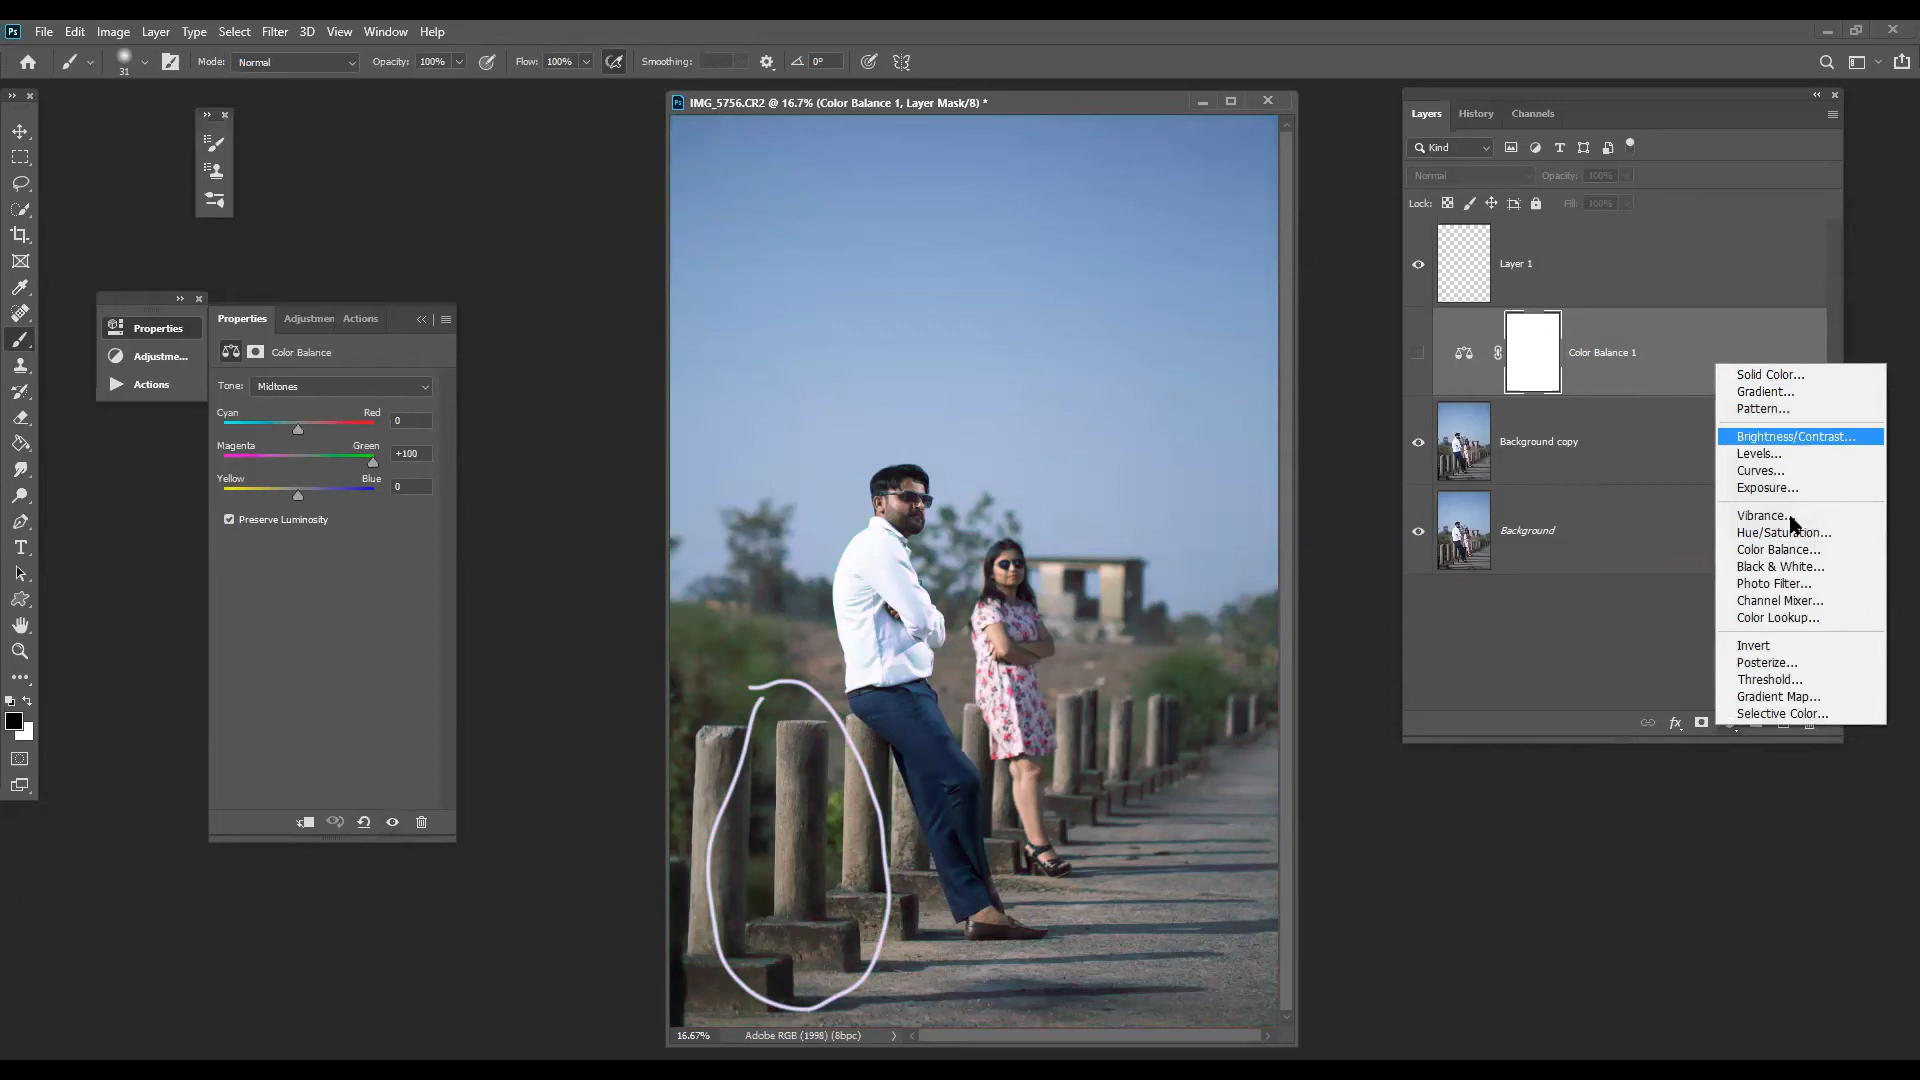 Ps File Edit Image Layer Type Select Filter 3D View Window Help
31 Mode: Normal Opacity: 100% Flow: 100% Smoothing: 0°
Ps IMG_5756.CR2 @ 16.7% (Color Balance 1, Layer Mask/8) *
Layers History Channels
Kind
Normal Opacity: 100%
Lock: Fill: 100%
Layer 1
Color Balance 1
Background copy
Background
Properties
Adjustme...
Actions
Properties Adjustmen Actions
Color Balance
Tone: Midtones
Cyan Red 0
Magenta Green +100
Yellow Blue 0
Preserve Luminosity
Solid Color...
Gradient...
Pattern...
Brightness/Contrast...
Levels...
Curves...
Exposure...
Vibrance...
Hue/Saturation...
Color Balance...
Black & White...
Photo Filter...
Channel Mixer...
Color Lookup...
Invert
Posterize...
Threshold...
Gradient Map...
Selective Color...
fx
16.67% Adobe RGB (1998) (8bpc)